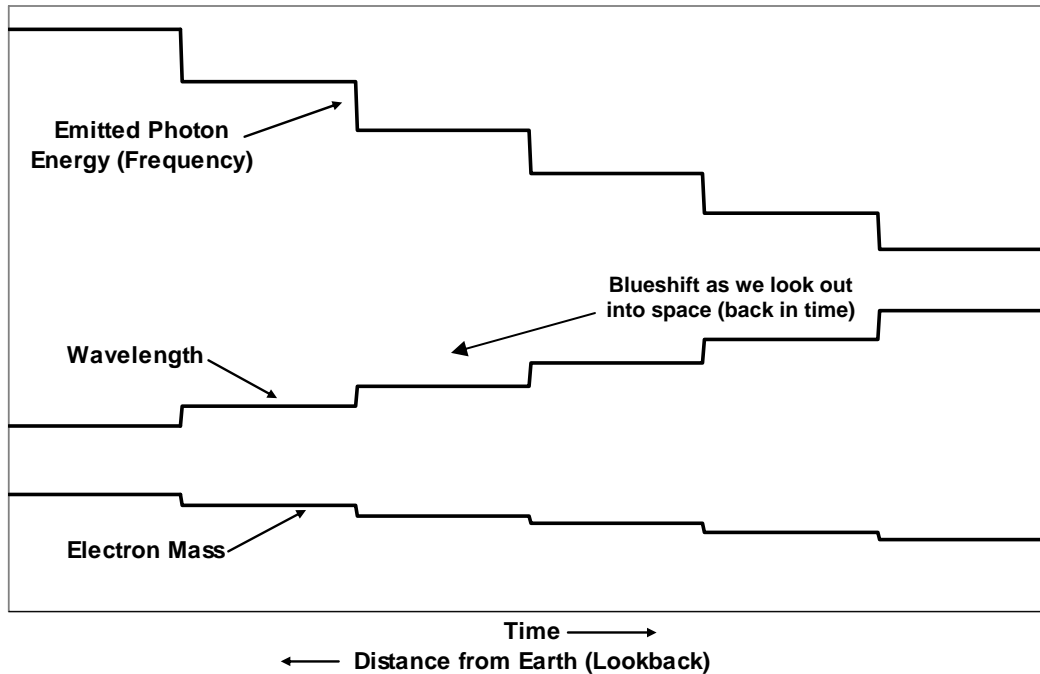 Emitted Photon
Energy (Frequency)
Blueshift as we look out
into space (back in time)
Wavelength
Electron Mass
Time
Distance from Earth (Lookback)